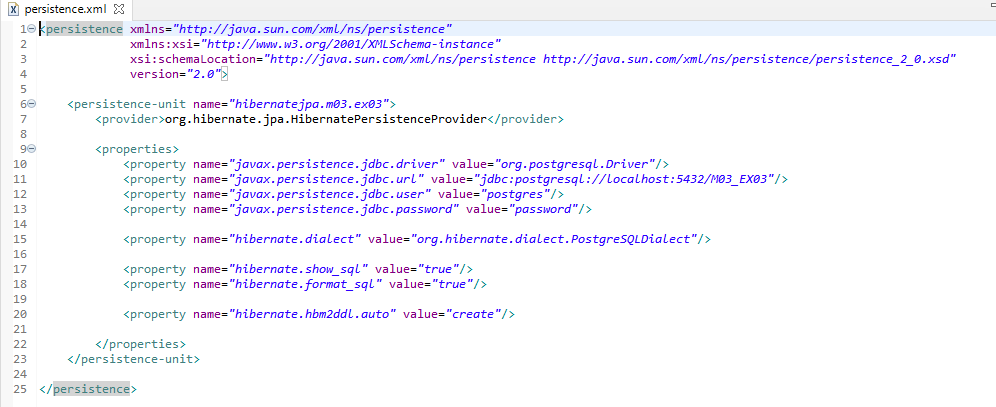 persistence.xml
1 <persistence xmlns="http://java.sun.com/xml/ns/persistence"
2 xmlns:xsi="http://www.w3.org/2001/XMLSchema-instance"
3 xsi:schemaLocation="http://java.sun.com/xml/ns/persistence http://java.sun.com/xml/ns/persistence/persistence_2_0.xsd"
4 version="2.0">
5
6 <persistence-unit name="hibernatejpa.m03.ex03">
7 <provider>org.hibernate.jpa.HibernatePersistenceProvider</provider>
8
9 <properties>
10 <property name="javax.persistence.jdbc.driver" value="org.postgresql.Driver"/>
11 <property name="javax.persistence.jdbc.url" value="jdbc:postgresql://localhost:5432/M03_EX03"/>
12 <property name="javax.persistence.jdbc.user" value="postgres"/>
13 <property name="javax.persistence.jdbc.password" value="password"/>
14
15 <property name="hibernate.dialect" value="org.hibernate.dialect.PostgreSQLDialect"/>
16
17 <property name="hibernate.show_sql" value="true"/>
18 <property name="hibernate.format_sql" value="true"/>
19
20 <property name="hibernate.hbm2ddl.auto" value="create"/>
21
22 </properties>
23 </persistence-unit>
24
25 </persistence>